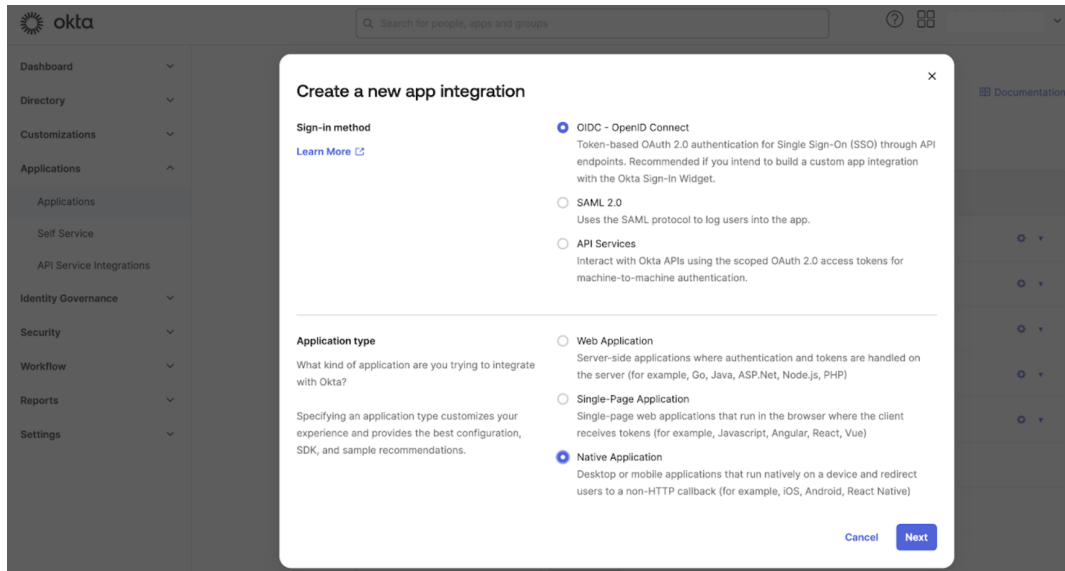 okta
Search for people, apps and groups
Dashboard
Directory
Customizations
Applications
Applications
Self Service
API Service Integrations
Identity Governance
Security
Workflow
Reports
Settings
Documentation
Create a new app integration
Sign-in method
Learn More
OIDC - OpenID Connect
Token-based OAuth 2.0 authentication for Single Sign-On (SSO) through API
endpoints. Recommended if you intend to build a custom app integration
with the Okta Sign-In Widget.
SAML 2.0
Uses the SAML protocol to log users into the app.
API Services
Interact with Okta APIs using the scoped OAuth 2.0 access tokens for
machine-to-machine authentication.
Application type
What kind of application are you trying to integrate
with Okta?
Specifying an application type customizes your
experience and provides the best configuration,
SDK, and sample recommendations.
Web Application
Server-side applications where authentication and tokens are handled on
the server (for example, Go, Java, ASP.Net, Node.js, PHP)
Single-Page Application
Single-page web applications that run in the browser where the client
receives tokens (for example, Javascript, Angular, React, Vue)
Native Application
Desktop or mobile applications that run natively on a device and redirect
users to a non-HTTP callback (for example, iOS, Android, React Native)
Cancel
Next